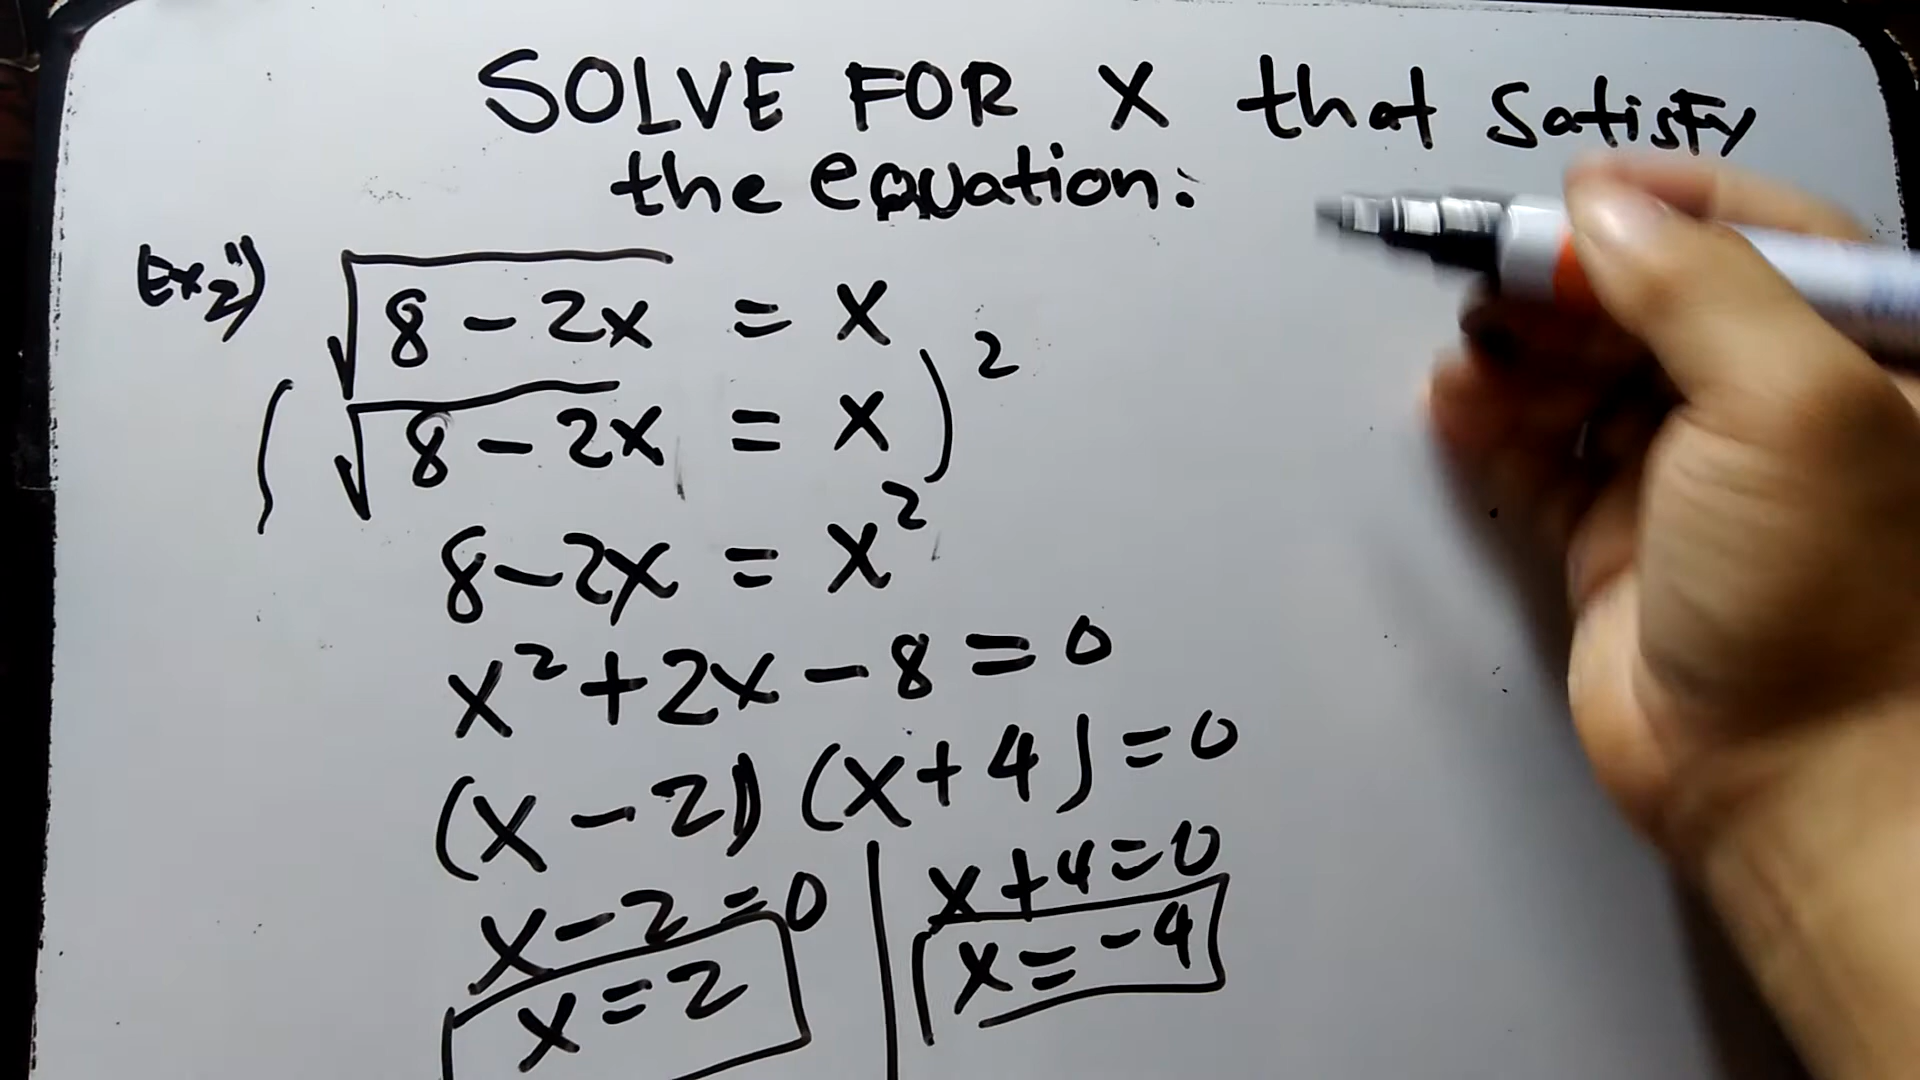 SOLVE FOR X that SatisFy
the equation:
Ex2") √8 - 2x = x
( √8 - 2x = x )²
8 - 2x = x²
x² + 2x - 8 = 0
(x - 2) (x + 4) = 0
x - 2 = 0 | x + 4 = 0
x = 2 | x = -4